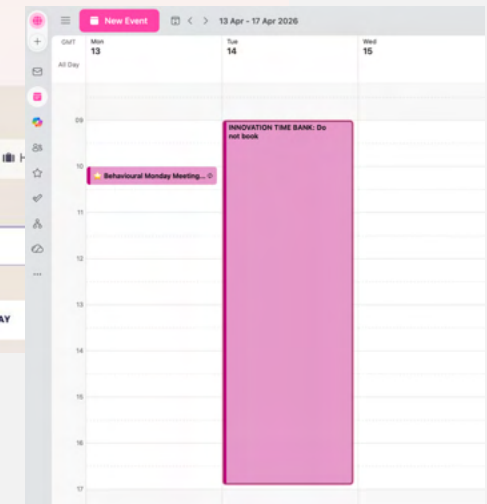 New Event
13 Apr - 17 Apr 2026
GMT
Mon
13
Tue
14
Wed
15
All Day
09
INNOVATION TIME BANK: Do
not book
10
Behavioural Monday Meeting...
11
12
13
AY
14
15
16
17